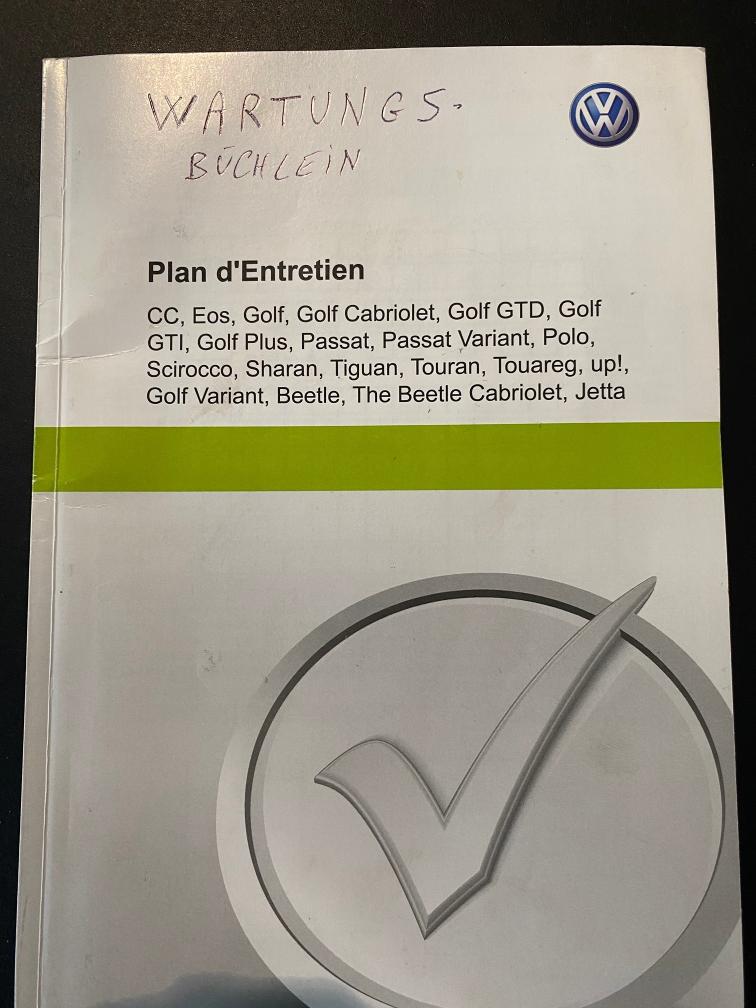 WARTUNGS-
BÜCHLEIN
Plan d'Entretien
CC, Eos, Golf, Golf Cabriolet, Golf GTD, Golf
GTI, Golf Plus, Passat, Passat Variant, Polo,
Scirocco, Sharan, Tiguan, Touran, Touareg, up!,
Golf Variant, Beetle, The Beetle Cabriolet, Jetta